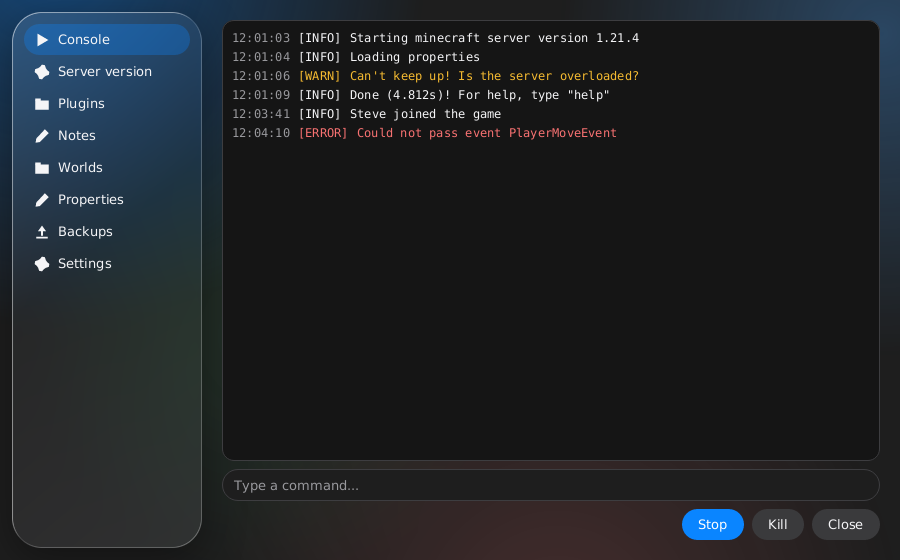 Console
Server version
Plugins
Notes
Worlds
Properties
Backups
Settings
12:01:03 [INFO] Starting minecraft server version 1.21.4
12:01:04 [INFO] Loading properties
12:01:06 [WARN] Can't keep up! Is the server overloaded?
12:01:09 [INFO] Done (4.812s)! For help, type "help"
12:03:41 [INFO] Steve joined the game
12:04:10 [ERROR] Could not pass event PlayerMoveEvent
Type a command...
Stop
Kill
Close